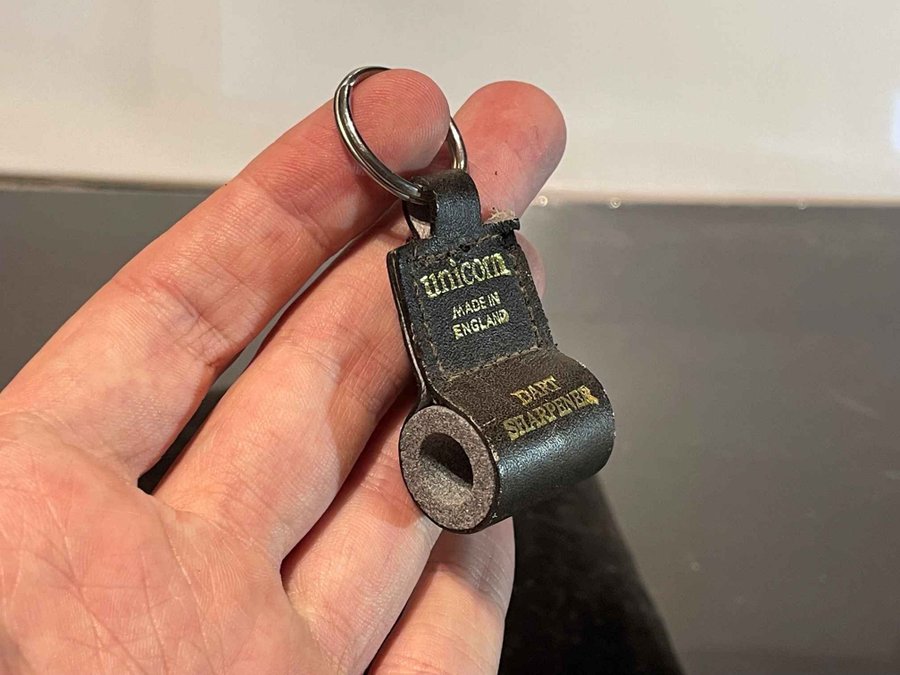 unicorn
MADE IN
ENGLAND
DART
SHARPENER